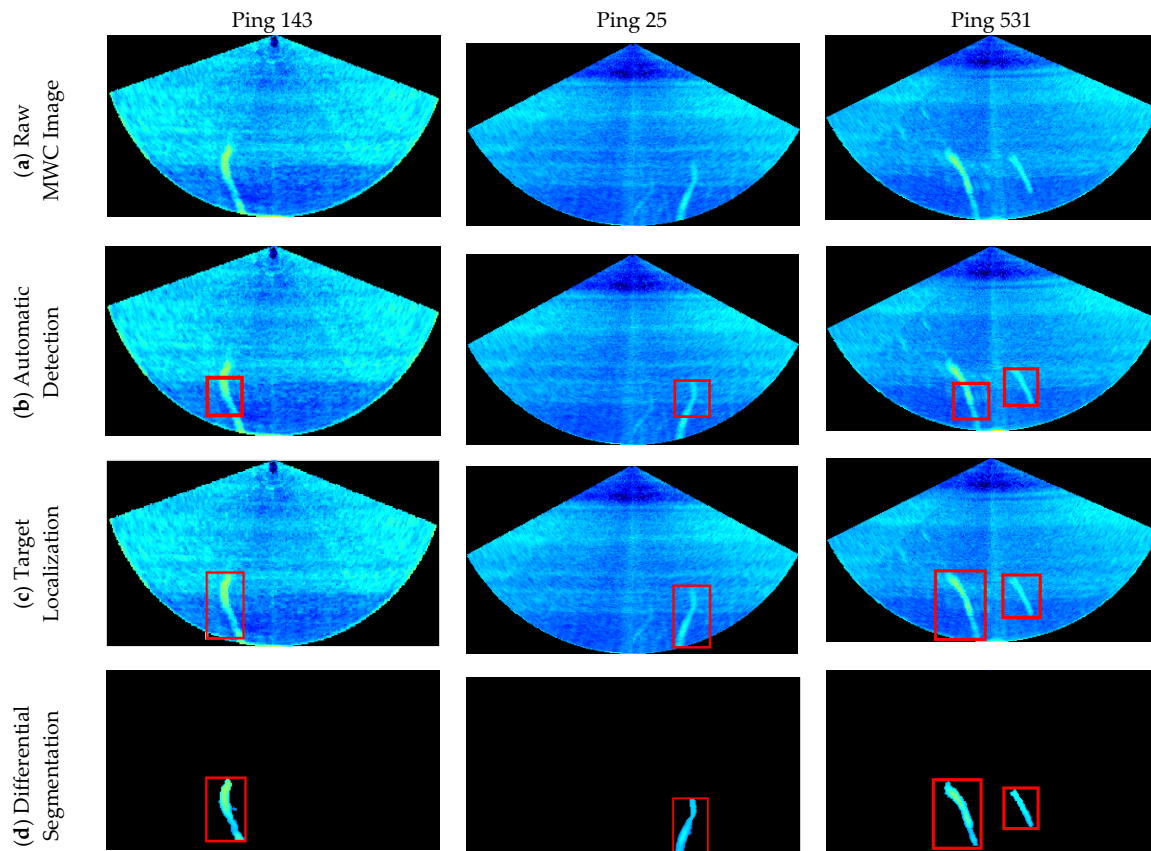 Ping 143
Ping 25
Ping 531
(a) Raw
MWC Image
(b) Automatic
Detection
(c) Target
Localization
(d) Differential
Segmentation